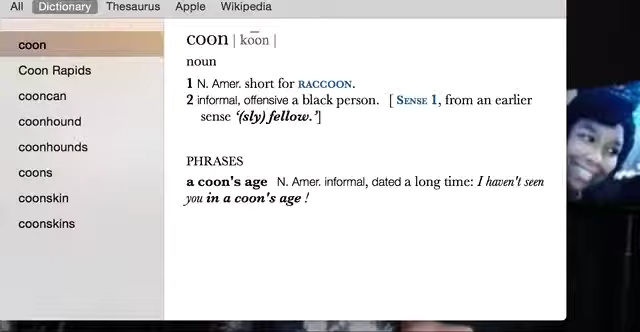 All Dictionary Thesaurus Apple Wikipedia
coon
Coon Rapids
cooncan
coonhound
coonhounds
coons
coonskin
coonskins
coon | ko͞on |
noun
1 N. Amer. short for RACCOON.
2 informal, offensive a black person. [ SENSE 1, from an earlier
sense ‘(sly) fellow.’]
PHRASES
a coon's age N. Amer. informal, dated a long time: I haven't seen
you in a coon's age !